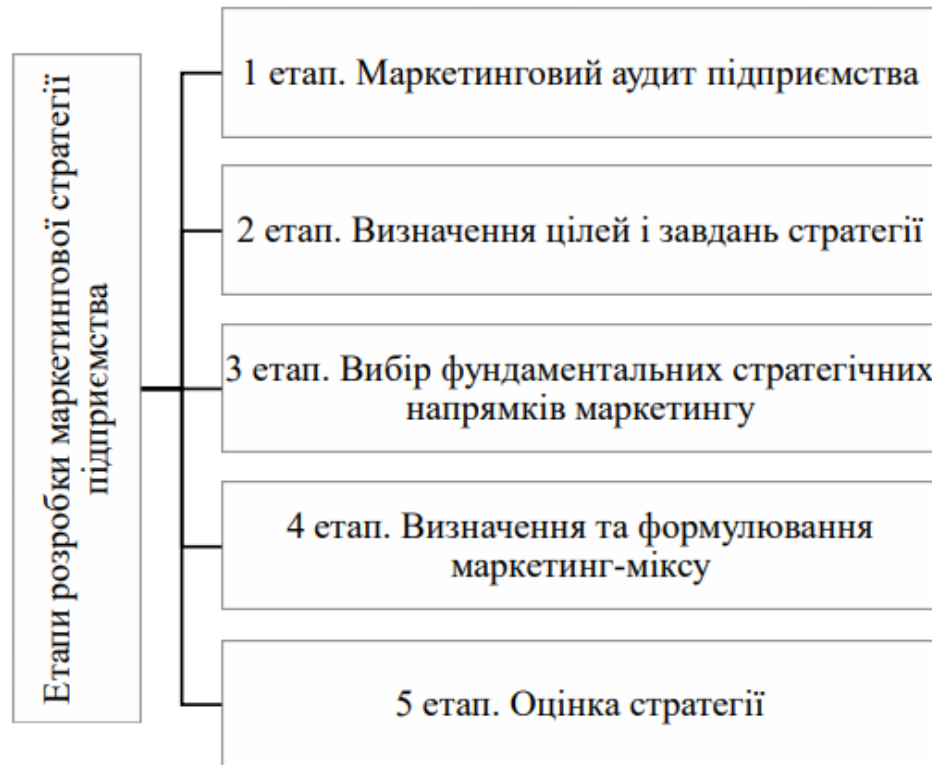 Етапи розробки маркетингової стратегії
підприємства
1 етап. Маркетинговий аудит підприємства
2 етап. Визначення цілей і завдань стратегії
3 етап. Вибір фундаментальних стратегічних
напрямків маркетингу
4 етап. Визначення та формулювання
маркетинг-міксу
5 етап. Оцінка стратегії